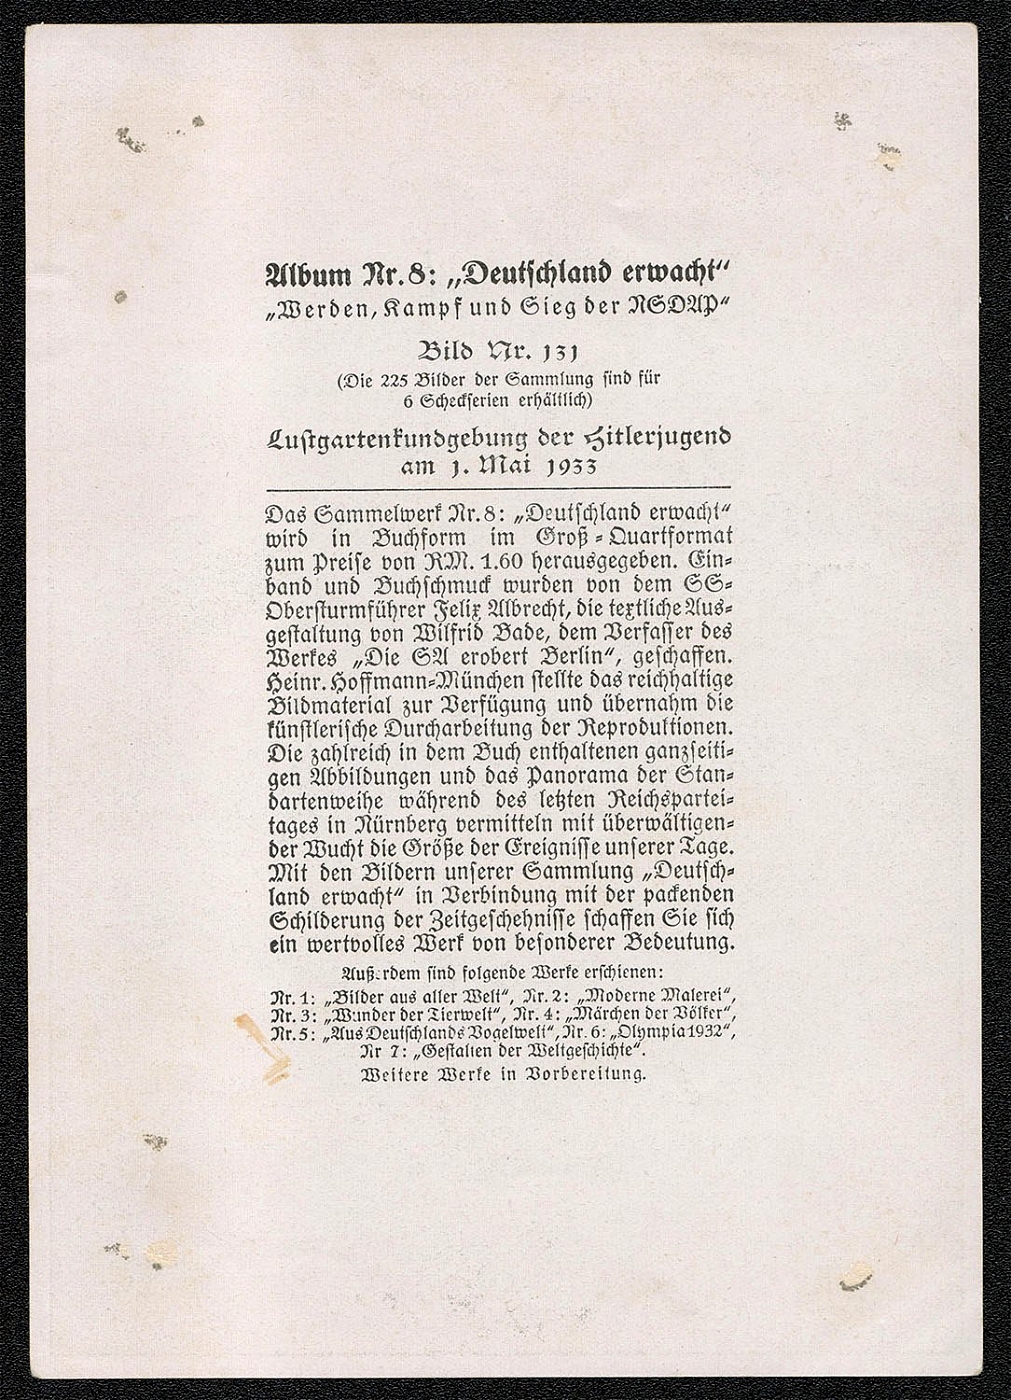 Album Nr. 8: „Deutschland erwacht“
„Werden, Kampf und Sieg der NSDAP“
Bild Nr. 131
(Die 225 Bilder der Sammlung sind für
6 Scheckserien erhältlich)
Lustgartenkundgebung der Hitlerjugend
am 1. Mai 1933
Das Sammelwerk Nr. 8: „Deutschland erwacht“
wird in Buchform im Groß-Quartformat
zum Preise von RM. 1.60 herausgegeben. Ein-
band und Buchschmuck wurden von dem SS-
Obersturmführer Felix Albrecht, die textliche Aus-
gestaltung von Wilfrid Bade, dem Verfasser des
Werkes „Die SA erobert Berlin“, geschaffen.
Heinr. Hoffmann-München stellte das reichhaltige
Bildmaterial zur Verfügung und übernahm die
künstlerische Durcharbeitung der Reproduktionen.
Die zahlreich in dem Buch enthaltenen ganzseiti-
gen Abbildungen und das Panorama der Stan-
dartenweihe während des letzten Reichspartei-
tages in Nürnberg vermitteln mit überwältigen-
der Wucht die Größe der Ereignisse unserer Tage.
Mit den Bildern unserer Sammlung „Deutsch-
land erwacht“ in Verbindung mit der packenden
Schilderung der Zeitgeschehnisse schaffen Sie sich
ein wertvolles Werk von besonderer Bedeutung.
Außerdem sind folgende Werke erschienen:
Nr. 1: „Bilder aus aller Welt“, Nr. 2: „Moderne Malerei“,
Nr. 3: „Wunder der Tierwelt“, Nr. 4: „Märchen der Völker“,
Nr. 5: „Aus Deutschlands Vogelwelt“, Nr. 6: „Olympia 1932“,
Nr 7: „Gestalten der Weltgeschichte“.
Weitere Werke in Vorbereitung.